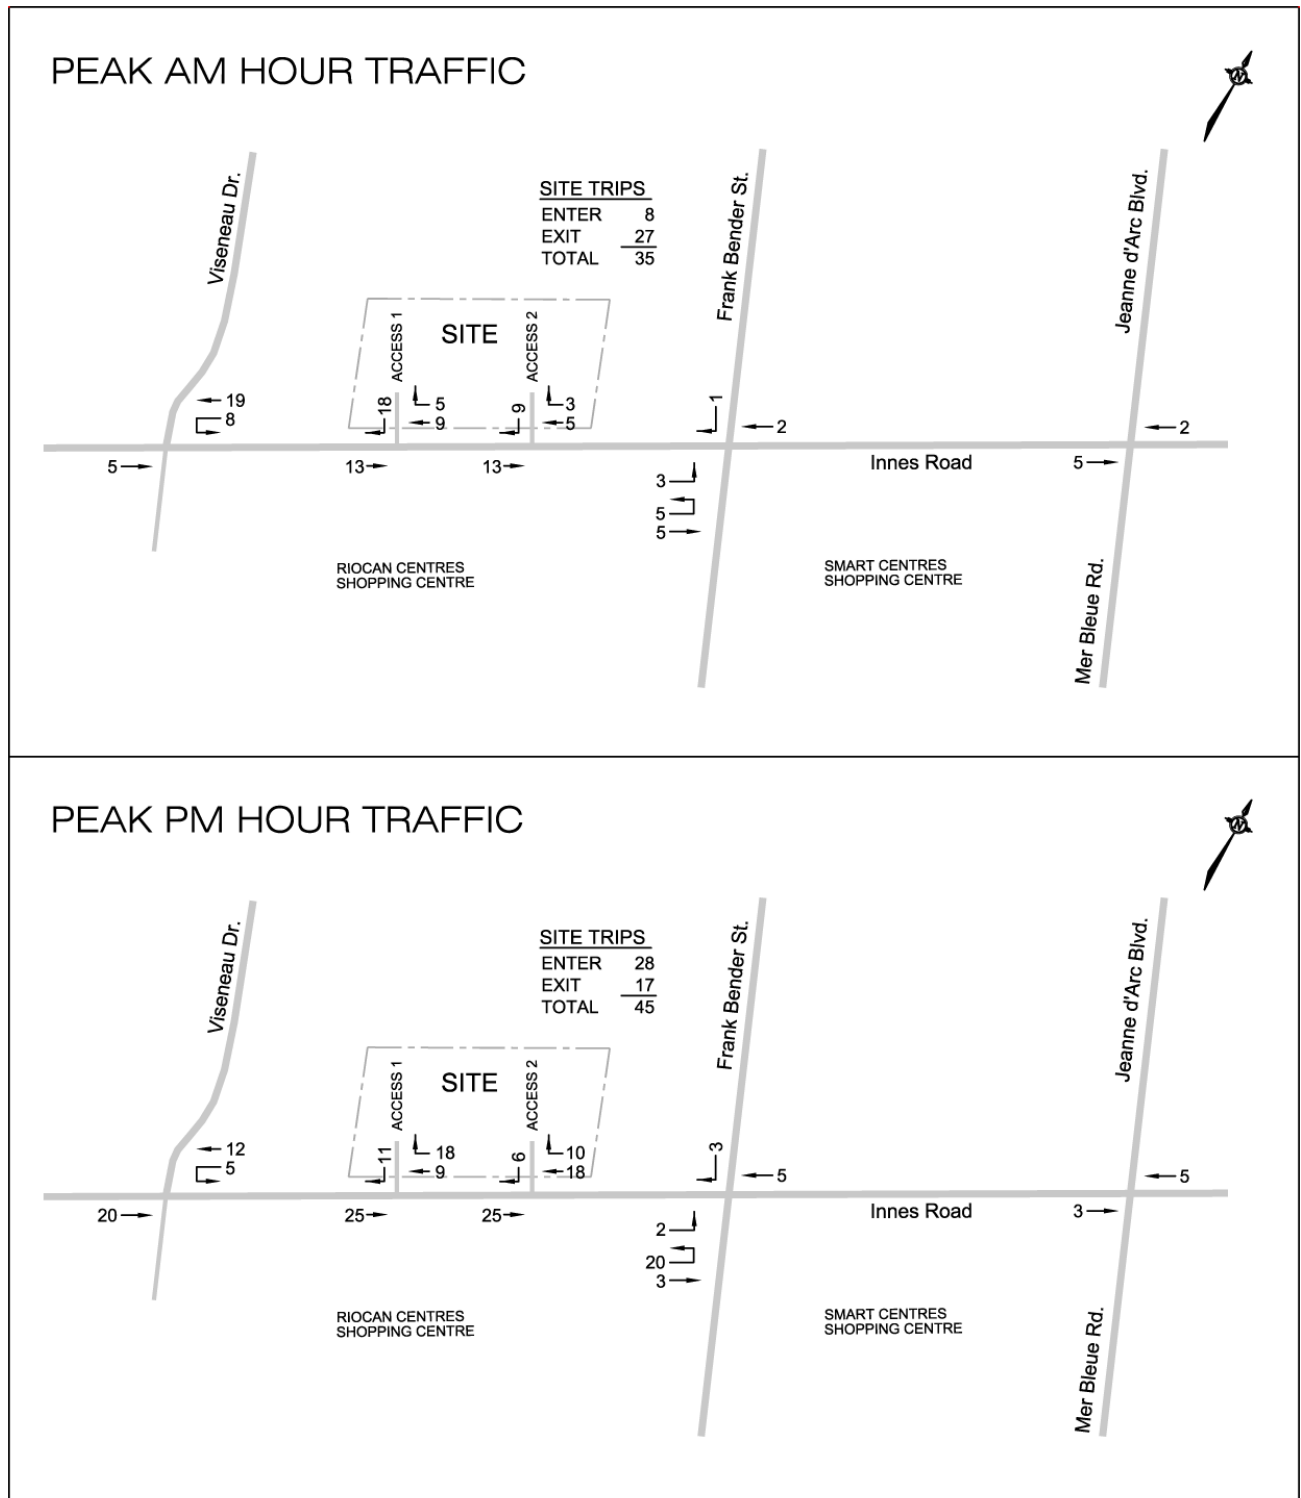 PEAK AM HOUR TRAFFIC
N
Viseneau Dr.
SITE TRIPS
ENTER 8
EXIT 27
TOTAL 35
Frank Bender St.
Jeanne d'Arc Blvd.
ACCESS 1
SITE
ACCESS 2
19
8
18
5
9
9
3
5
1
2
2
5
13
13
3
5
5
Innes Road
5
RIOCAN CENTRES
SHOPPING CENTRE
SMART CENTRES
SHOPPING CENTRE
Mer Bleue Rd.
PEAK PM HOUR TRAFFIC
N
Viseneau Dr.
SITE TRIPS
ENTER 28
EXIT 17
TOTAL 45
Frank Bender St.
Jeanne d'Arc Blvd.
ACCESS 1
SITE
ACCESS 2
12
5
11
18
9
6
10
18
3
5
5
20
25
25
2
20
3
Innes Road
3
RIOCAN CENTRES
SHOPPING CENTRE
SMART CENTRES
SHOPPING CENTRE
Mer Bleue Rd.